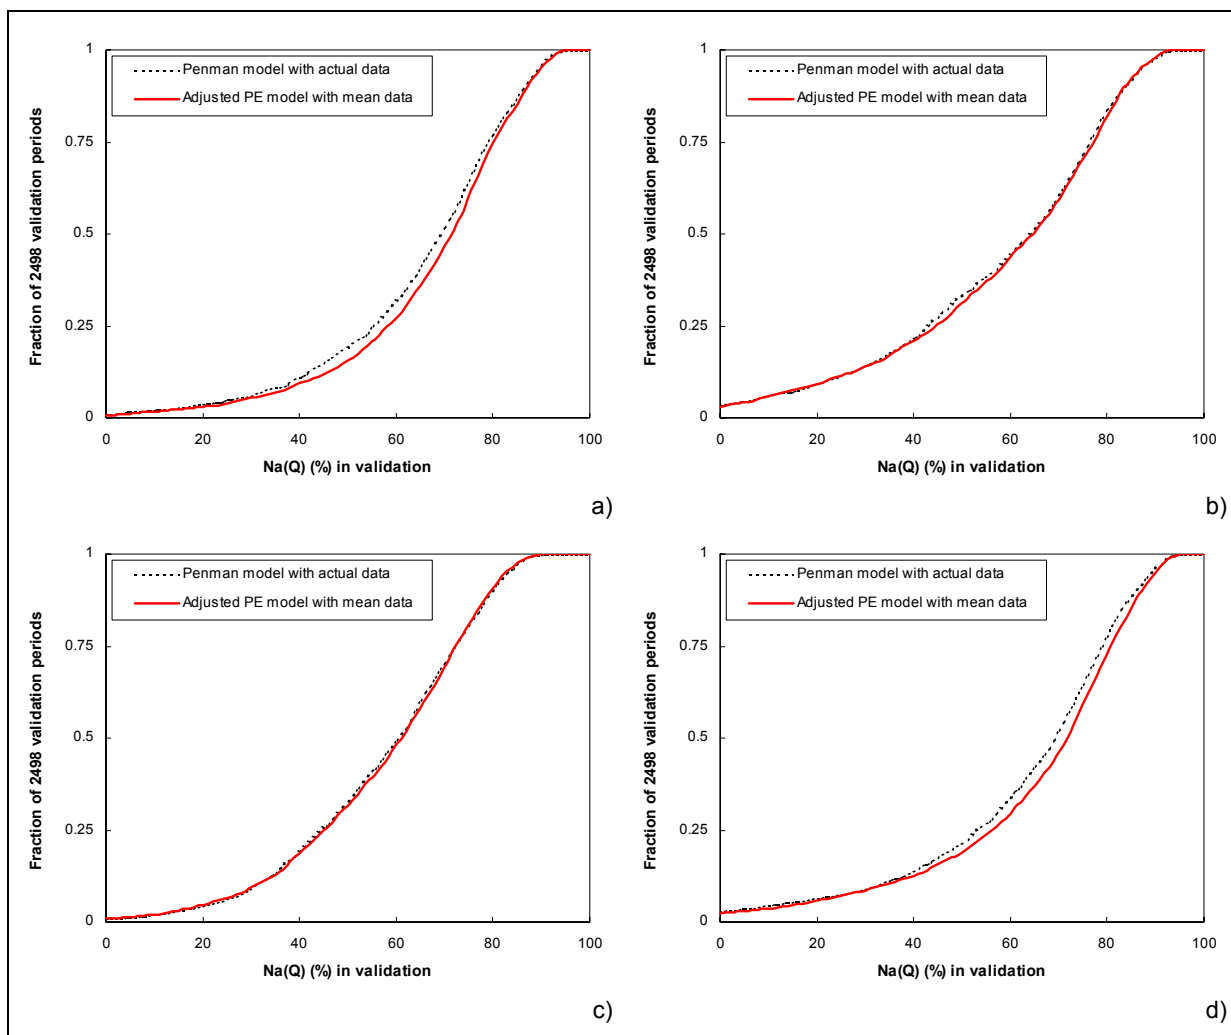 Fraction of 2498 validation periods
1
0.75
0.5
0.25
0
Penman model with actual data
Adjusted PE model with mean data
0 20 40 60 80 100
Na(Q) (%) in validation
a)
Fraction of 2498 validation periods
1
0.75
0.5
0.25
0
Penman model with actual data
Adjusted PE model with mean data
0 20 40 60 80 100
Na(Q) (%) in validation
b)
Fraction of 2498 validation periods
1
0.75
0.5
0.25
0
Penman model with actual data
Adjusted PE model with mean data
0 20 40 60 80 100
Na(Q) (%) in validation
c)
Fraction of 2498 validation periods
1
0.75
0.5
0.25
0
Penman model with actual data
Adjusted PE model with mean data
0 20 40 60 80 100
Na(Q) (%) in validation
d)